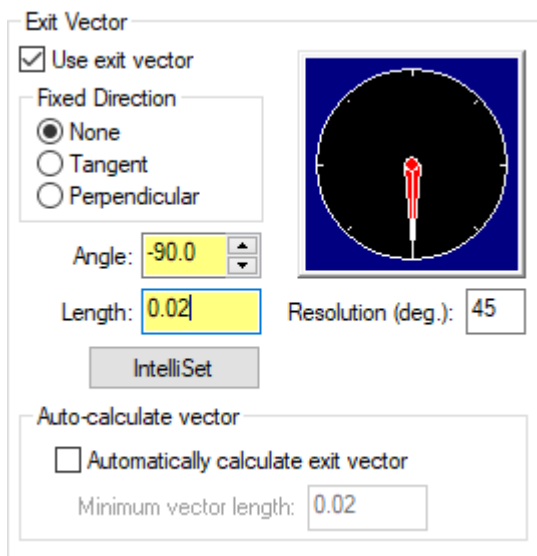 Exit Vector
Use exit vector
Fixed Direction
None
Tangent
Perpendicular
Angle: -90.0
Length: 0.02
Resolution (deg.): 45
IntelliSet
Auto-calculate vector
Automatically calculate exit vector
Minimum vector length: 0.02